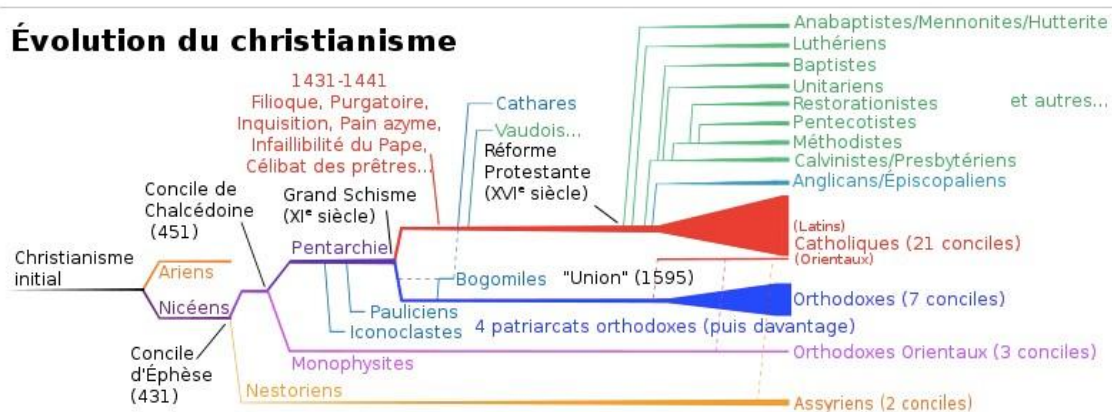 Évolution du christianisme
1431-1441
Filioque, Purgatoire,
Inquisition, Pain azyme,
Infaillibilité du Pape,
Célibat des prêtres...
Cathares
Vaudois...
Réforme
Protestante
(XVIᵉ siècle)
Concile de
Chalcédoine
(451)
Grand Schisme
(XIᵉ siècle)
Pentarchie
Christianisme
initial
Ariens
Nicéens
Bogomiles
"Union" (1595)
Pauliciens
Iconoclastes
4 patriarcats orthodoxes (puis davantage)
Concile
d'Éphèse
(431)
Monophysites
Nestoriens
Anabaptistes/Mennonites/Hutterite
Luthériens
Baptistes
Unitariens
Restorationistes
et autres...
Pentecotistes
Méthodistes
Calvinistes/Presbytériens
Anglicans/Épiscopaliens
(Latins)
Catholiques (21 conciles)
(Orientaux)
Orthodoxes (7 conciles)
Orthodoxes Orientaux (3 conciles)
Assyriens (2 conciles)